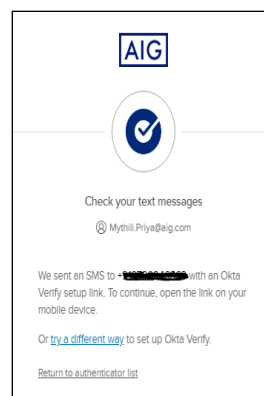 AIG
Check your text messages
Mythili.Priya@aig.com
We sent an SMS to with an Okta
Verify setup link. To continue, open the link on your
mobile device.
Or try a different way to set up Okta Verify.
Return to authenticator list